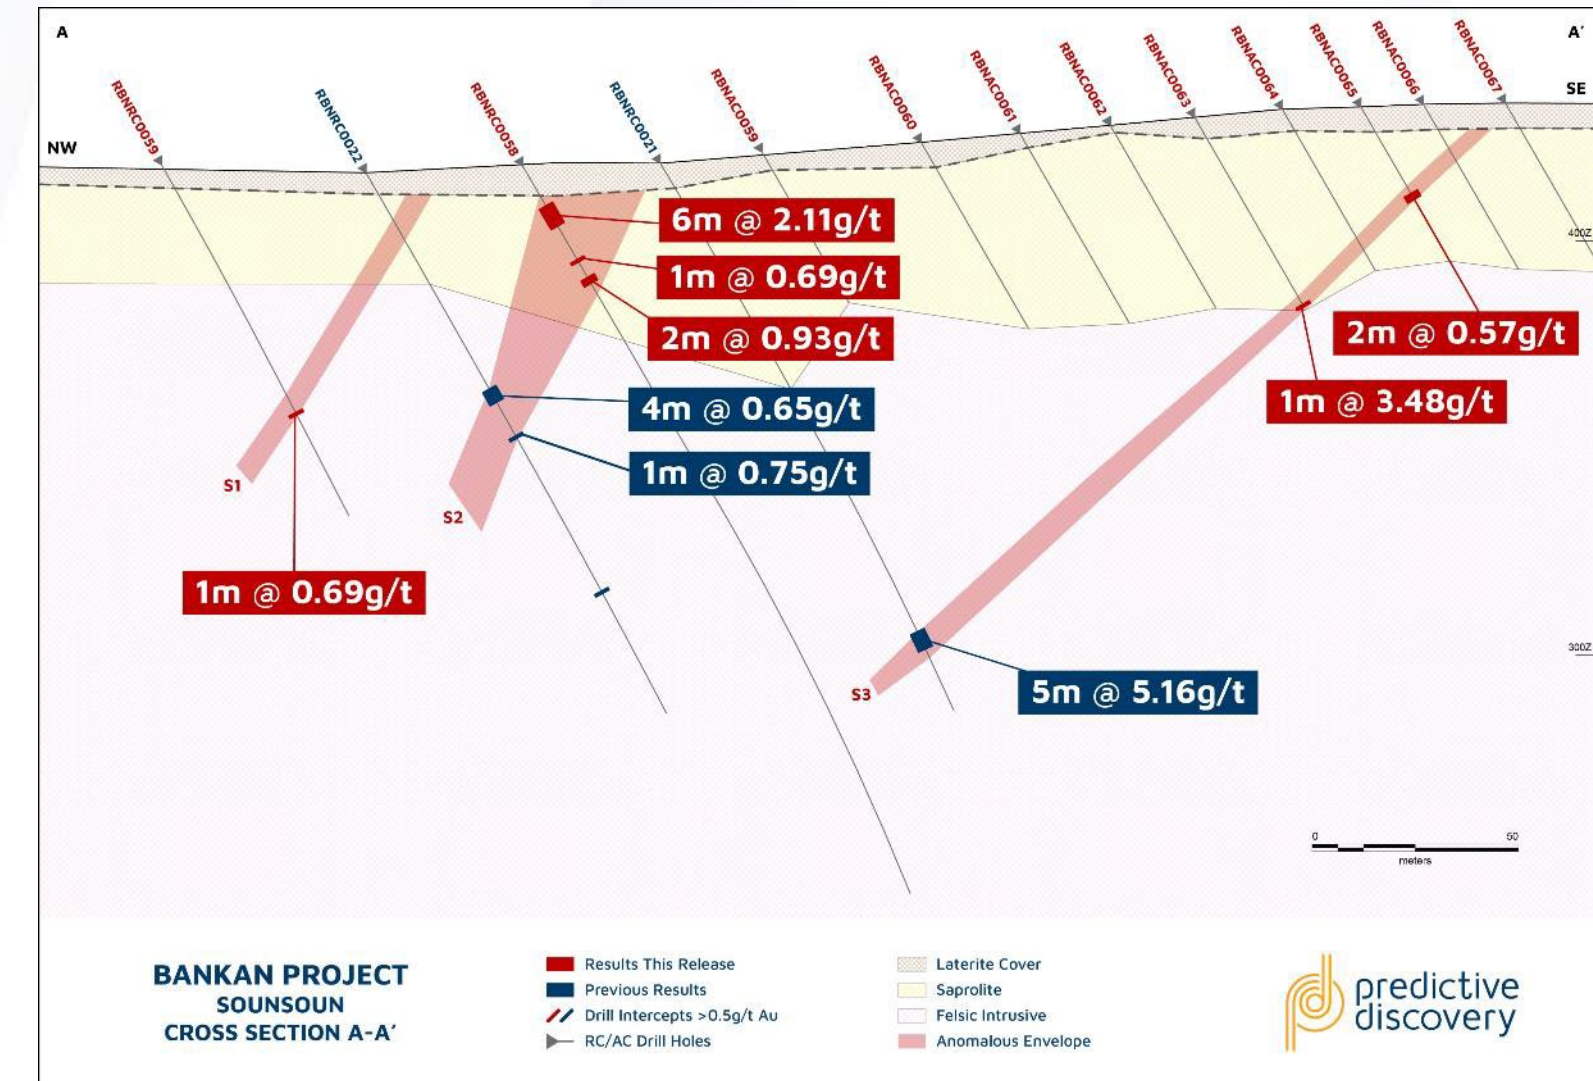 A
A'
NW
SE
RBNRC0059
RBNRC0022
RBNRC0058
RBNRC0021
RBNAC0059
RBNAC0060
RBNAC0061
RBNAC0062
RBNAC0063
RBNAC0064
RBNAC0065
RBNAC0066
RBNAC0067
6m @ 2.11g/t
1m @ 0.69g/t
2m @ 0.93g/t
4m @ 0.65g/t
1m @ 0.75g/t
400Z
2m @ 0.57g/t
1m @ 3.48g/t
S1
S2
1m @ 0.69g/t
300Z
S3
5m @ 5.16g/t
0 50
meters
BANKAN PROJECT
SOUNSOUN
CROSS SECTION A-A'
Results This Release
Previous Results
Drill Intercepts >0.5g/t Au
RC/AC Drill Holes
Laterite Cover
Saprolite
Felsic Intrusive
Anomalous Envelope
predictive
discovery